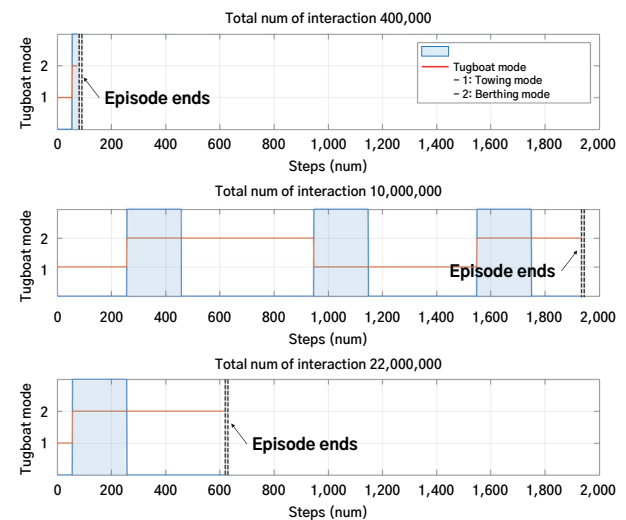 Total num of interaction 400,000
Tugboat mode
2
1
Episode ends
Tugboat mode
- 1: Towing mode
- 2: Berthing mode
0 200 400 600 800 1,000 1,200 1,400 1,600 1,800 2,000
Steps (num)
Total num of interaction 10,000,000
Tugboat mode
2
1
Episode ends
0 200 400 600 800 1,000 1,200 1,400 1,600 1,800 2,000
Steps (num)
Total num of interaction 22,000,000
Tugboat mode
2
1
Episode ends
0 200 400 600 800 1,000 1,200 1,400 1,600 1,800 2,000
Steps (num)